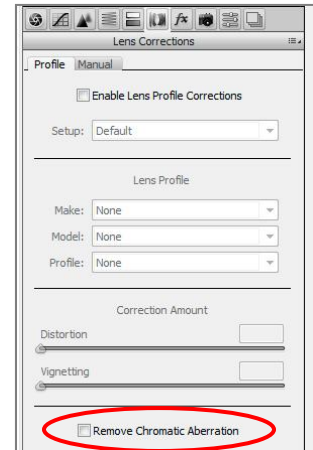 fx
Lens Corrections
Profile Manual
Enable Lens Profile Corrections
Setup: Default
Lens Profile
Make: None
Model: None
Profile: None
Correction Amount
Distortion
Vignetting
Remove Chromatic Aberration